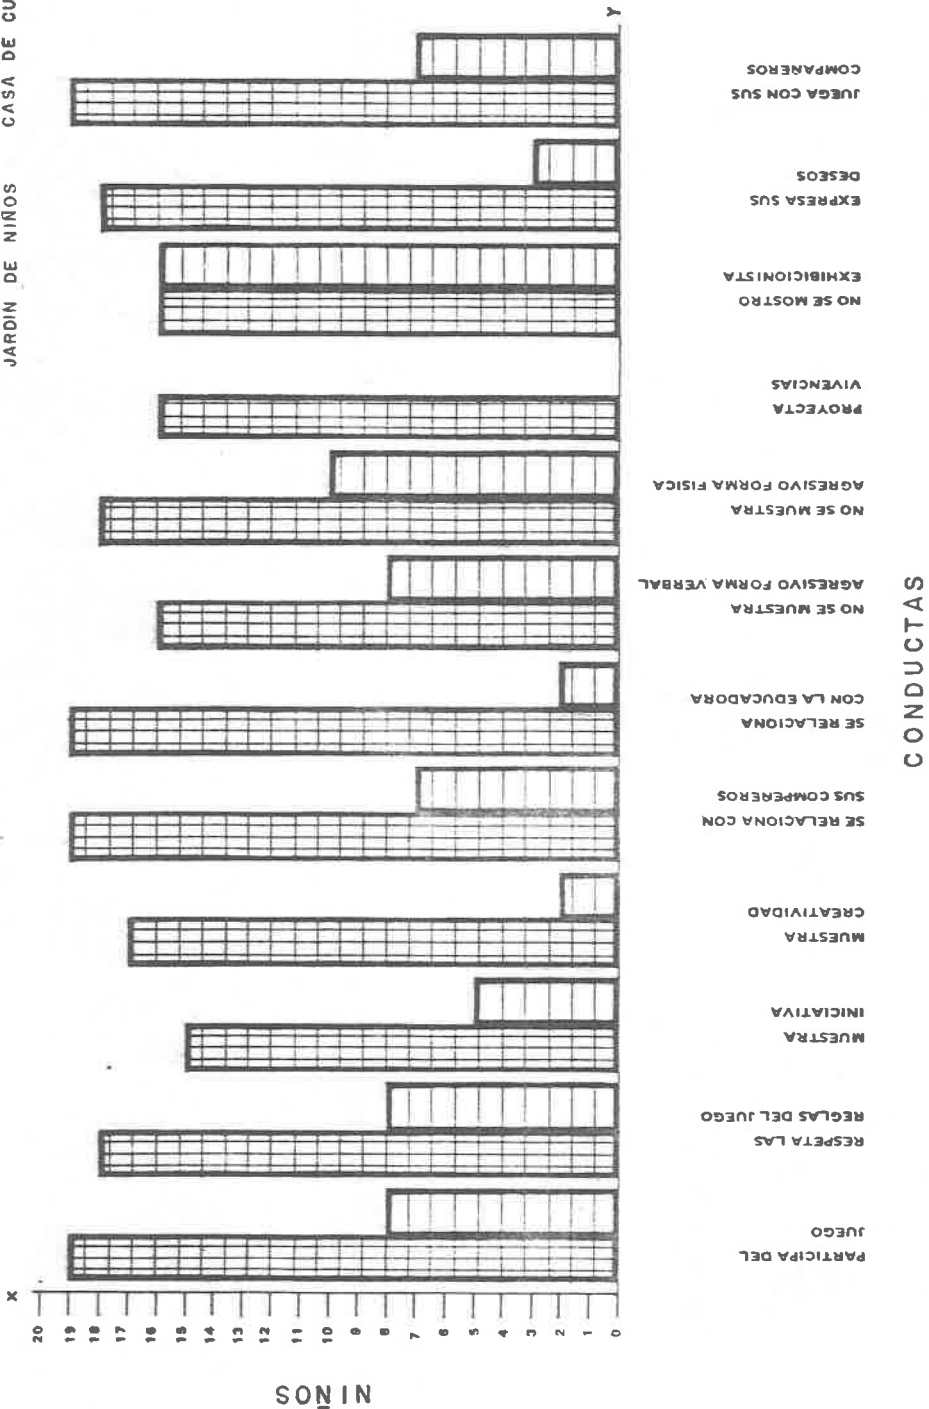 JARDIN DE NIÑOS CASA DE CU
X
20
19
18
17
16
15
14
13
12
11
10
9
8
7
6
5
4
3
2
1
0
Y
NIÑOS
PARTICIPA DEL
JUEGO
RESPETA LAS
REGLAS DEL JUEGO
MUESTRA
INICIATIVA
MUESTRA
CREATIVIDAD
SE RELACIONA CON
SUS COMPEREROS
SE RELACIONA
CON LA EDUCADORA
NO SE MUESTRA
AGRESIVO FORMA VERBAL
NO SE MUESTRA
AGRESIVO FORMA FISICA
PROYECTA
VIVENCIAS
NO SE MOSTRO
EXHIBICIONISTA
EXPRESA SUS
DESEOS
JUEGA CON SUS
COMPAÑEROS
CONDUCTAS